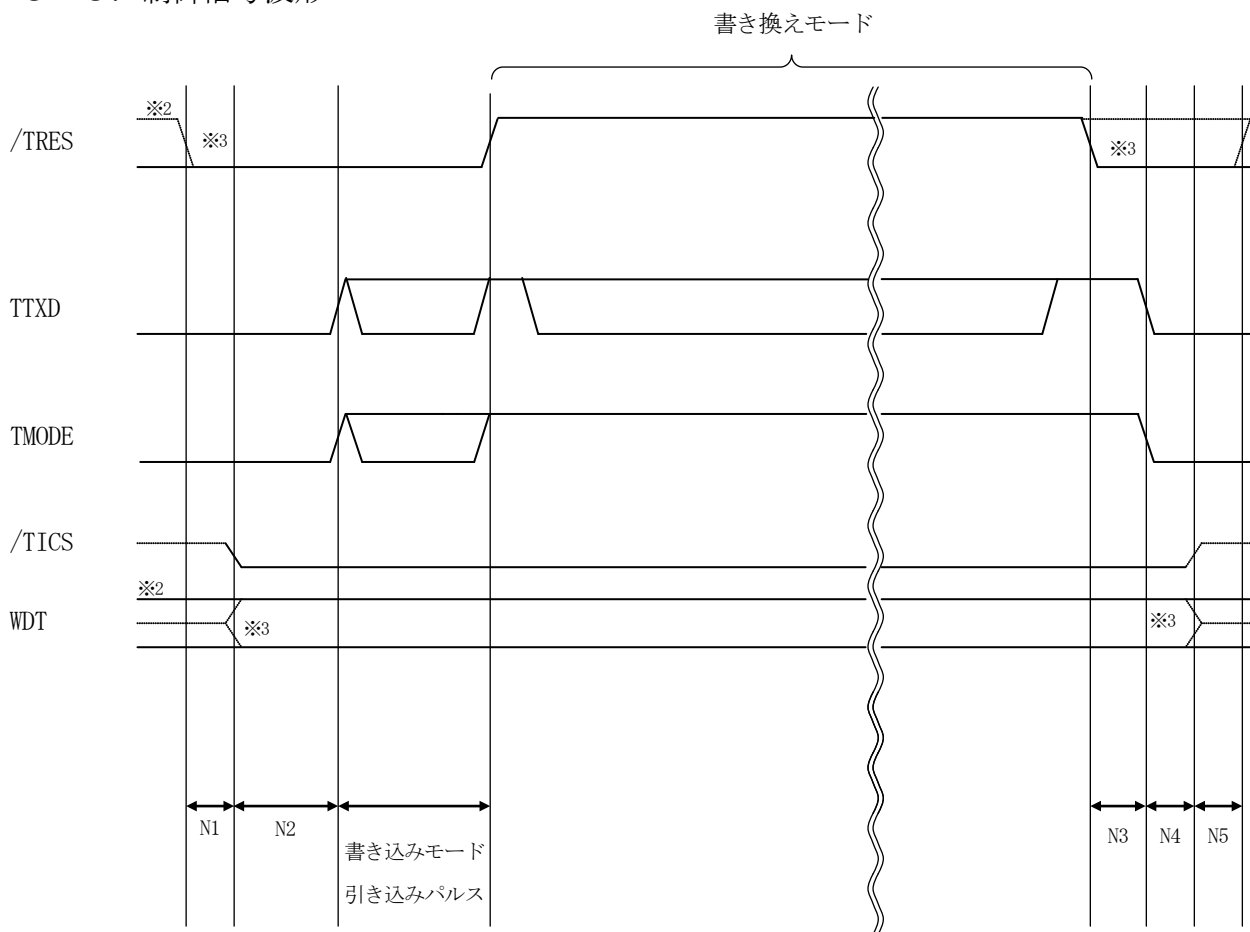 書き換えモード
※2
/TRES
※3
※3
TTXD
TMODE
/TICS
※2
WDT
※3
※3
N1
N2
N3
N4
N5
書き込みモード
引き込みパルス